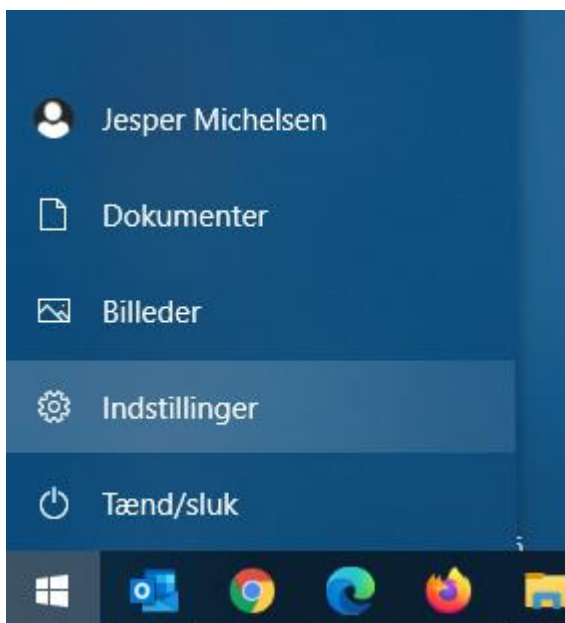 Jesper Michelsen
Dokumenter
Billeder
Indstillinger
Tænd/sluk